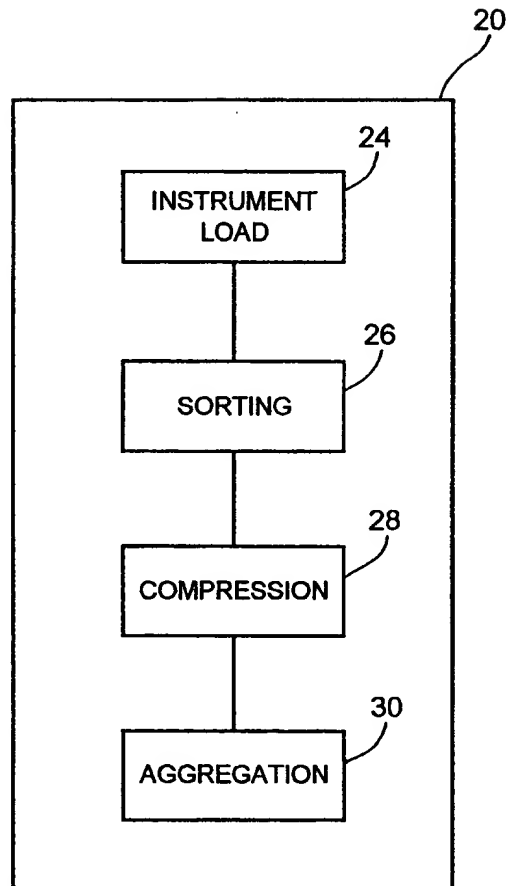 20
24
INSTRUMENT
LOAD
26
SORTING
28
COMPRESSION
30
AGGREGATION